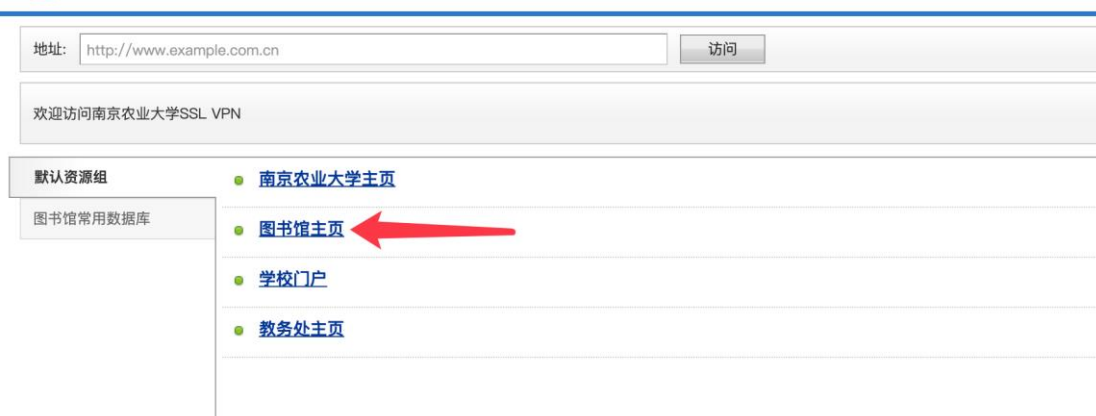 地址: http://www.example.com.cn 访问
欢迎访问南京农业大学SSL VPN
默认资源组
图书馆常用数据库
南京农业大学主页
图书馆主页
学校门户
教务处主页